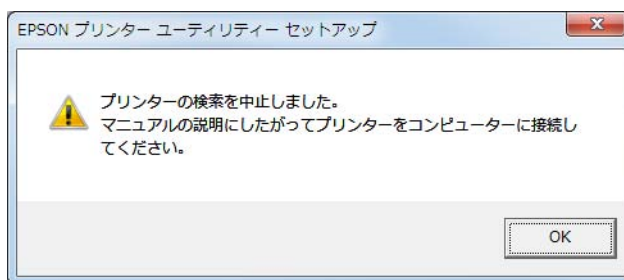 EPSON プリンター ユーティリティー セットアップ
プリンターの検索を中止しました。
マニュアルの説明にしたがってプリンターをコンピューターに接続し
てください。
OK